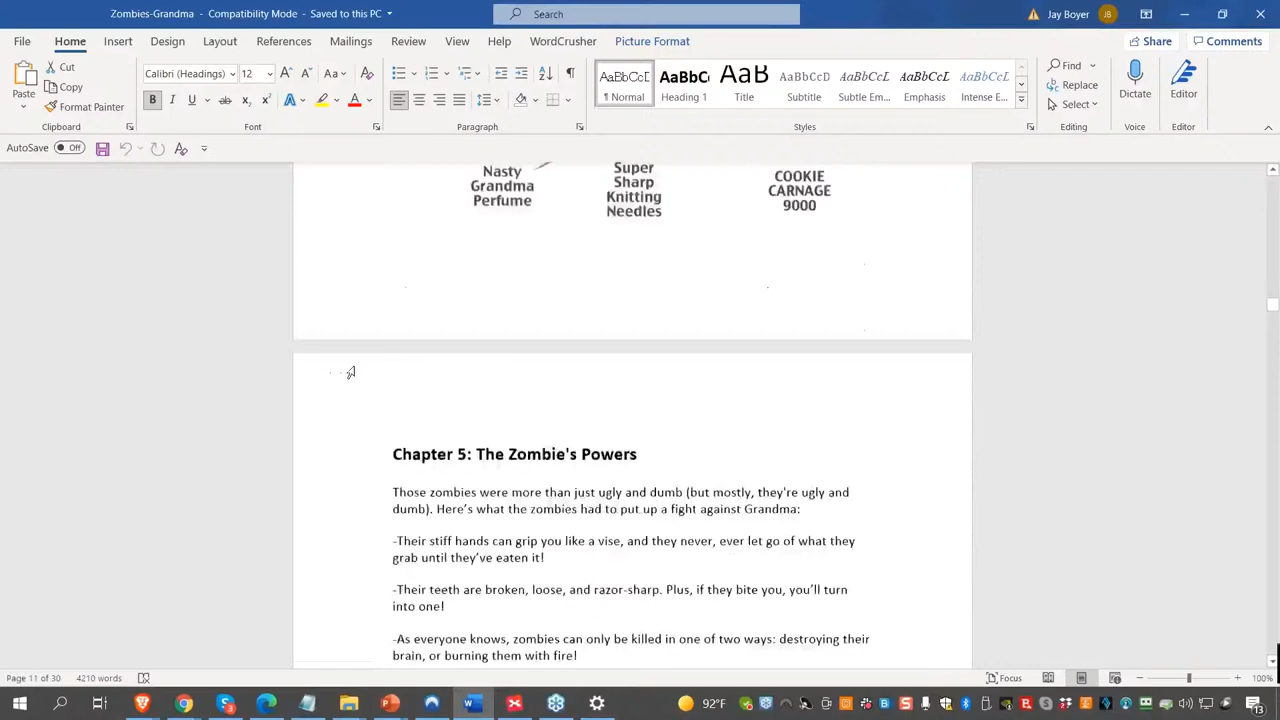 Zombies-Grandma - Compatibility Mode - Saved to this PC
Search
Jay Boyer JB
File Home Insert Design Layout References Mailings Review View Help WordCrusher Picture Format Share Comments
Paste Cut Copy Format Painter
Calibri (Headings) 12
AaBbCcD ¶ Normal
AaBbC Heading 1
AaB Title
AaBbCcD Subtitle
AaBbCcD Subtle Em...
AaBbCcD Emphasis
AaBbCcD Intense E...
Find Replace Select
Dictate Editor
Clipboard Font Paragraph Styles Editing Voice Editor
AutoSave Off
Nasty
Grandma
Perfume
Super
Sharp
Knitting
Needles
COOKIE
CARNAGE
9000
Chapter 5: The Zombie's Powers
Those zombies were more than just ugly and dumb (but mostly, they're ugly and
dumb). Here's what the zombies had to put up a fight against Grandma:
-Their stiff hands can grip you like a vise, and they never, ever let go of what they
grab until they've eaten it!
-Their teeth are broken, loose, and razor-sharp. Plus, if they bite you, you'll turn
into one!
-As everyone knows, zombies can only be killed in one of two ways: destroying their
brain, or burning them with fire!
Page 11 of 30 4210 words Focus 100%
92°F 13